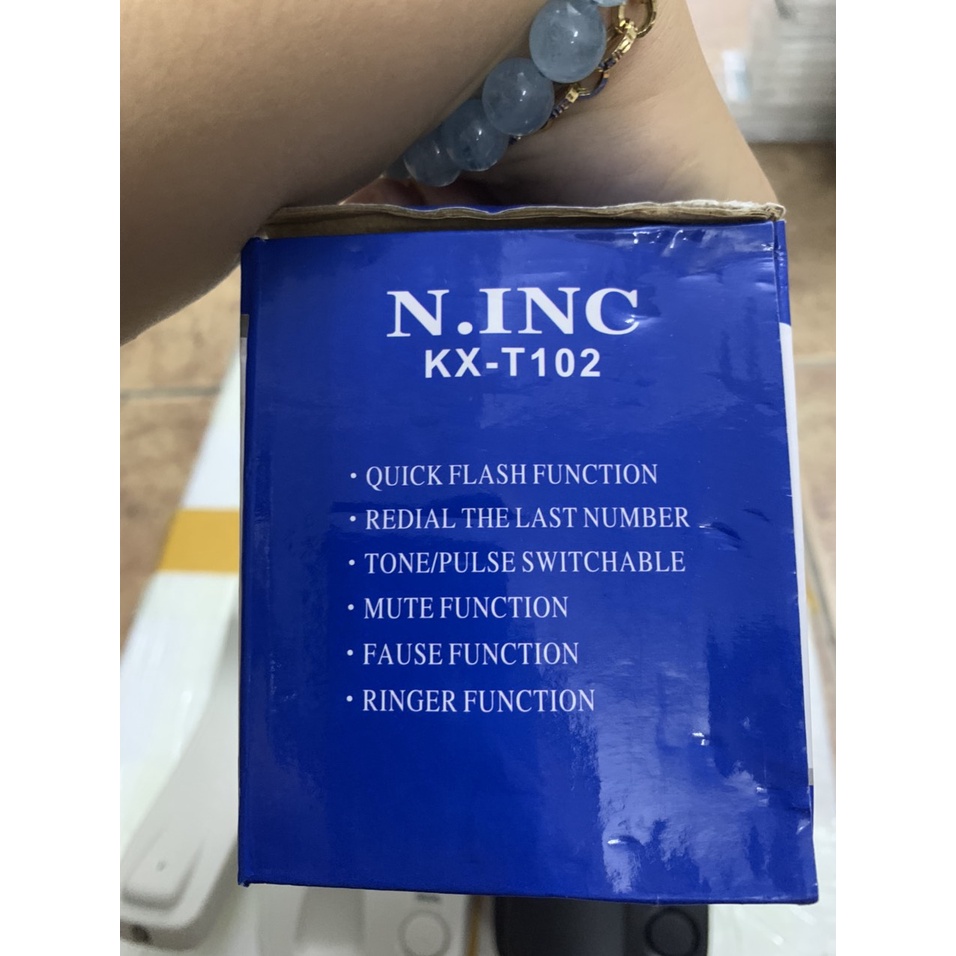 N.INC
KX-T102
• QUICK FLASH FUNCTION
• REDIAL THE LAST NUMBER
• TONE/PULSE SWITCHABLE
• MUTE FUNCTION
• FAUSE FUNCTION
• RINGER FUNCTION